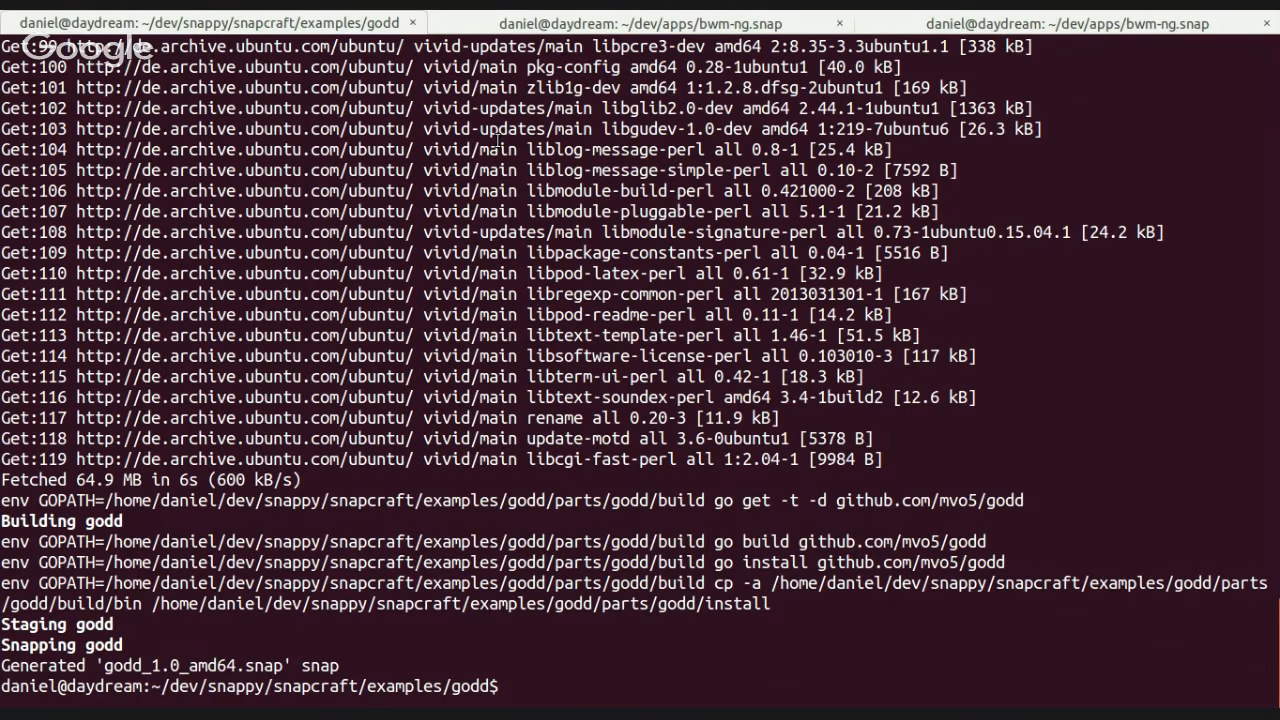 daniel@daydream: ~/dev/snappy/snapcraft/examples/godd × daniel@daydream: ~/dev/apps/bwm-ng.snap × daniel@daydream: ~/dev/apps/bwm-ng.snap ×
Google
Get:99 http://de.archive.ubuntu.com/ubuntu/ vivid-updates/main libpcre3-dev amd64 2:8.35-3.3ubuntu1.1 [338 kB]
Get:100 http://de.archive.ubuntu.com/ubuntu/ vivid/main pkg-config amd64 0.28-1ubuntu1 [40.0 kB]
Get:101 http://de.archive.ubuntu.com/ubuntu/ vivid/main zlib1g-dev amd64 1:1.2.8.dfsg-2ubuntu1 [169 kB]
Get:102 http://de.archive.ubuntu.com/ubuntu/ vivid-updates/main libglib2.0-dev amd64 2.44.1-1ubuntu1 [1363 kB]
Get:103 http://de.archive.ubuntu.com/ubuntu/ vivid-updates/main libgudev-1.0-dev amd64 1:219-7ubuntu6 [26.3 kB]
Get:104 http://de.archive.ubuntu.com/ubuntu/ vivid/main liblog-message-perl all 0.8-1 [25.4 kB]
Get:105 http://de.archive.ubuntu.com/ubuntu/ vivid/main liblog-message-simple-perl all 0.10-2 [7592 B]
Get:106 http://de.archive.ubuntu.com/ubuntu/ vivid/main libmodule-build-perl all 0.421000-2 [208 kB]
Get:107 http://de.archive.ubuntu.com/ubuntu/ vivid/main libmodule-pluggable-perl all 5.1-1 [21.2 kB]
Get:108 http://de.archive.ubuntu.com/ubuntu/ vivid-updates/main libmodule-signature-perl all 0.73-1ubuntu0.15.04.1 [24.2 kB]
Get:109 http://de.archive.ubuntu.com/ubuntu/ vivid/main libpackage-constants-perl all 0.04-1 [5516 B]
Get:110 http://de.archive.ubuntu.com/ubuntu/ vivid/main libpod-latex-perl all 0.61-1 [32.9 kB]
Get:111 http://de.archive.ubuntu.com/ubuntu/ vivid/main libregexp-common-perl all 2013031301-1 [167 kB]
Get:112 http://de.archive.ubuntu.com/ubuntu/ vivid/main libpod-readme-perl all 0.11-1 [14.2 kB]
Get:113 http://de.archive.ubuntu.com/ubuntu/ vivid/main libtext-template-perl all 1.46-1 [51.5 kB]
Get:114 http://de.archive.ubuntu.com/ubuntu/ vivid/main libsoftware-license-perl all 0.103010-3 [117 kB]
Get:115 http://de.archive.ubuntu.com/ubuntu/ vivid/main libterm-ui-perl all 0.42-1 [18.3 kB]
Get:116 http://de.archive.ubuntu.com/ubuntu/ vivid/main libtext-soundex-perl amd64 3.4-1build2 [12.6 kB]
Get:117 http://de.archive.ubuntu.com/ubuntu/ vivid/main rename all 0.20-3 [11.9 kB]
Get:118 http://de.archive.ubuntu.com/ubuntu/ vivid/main update-motd all 3.6-0ubuntu1 [5378 B]
Get:119 http://de.archive.ubuntu.com/ubuntu/ vivid/main libcgi-fast-perl all 1:2.04-1 [9984 B]
Fetched 64.9 MB in 6s (600 kB/s)
env GOPATH=/home/daniel/dev/snappy/snapcraft/examples/godd/parts/godd/build go get -t -d github.com/mvo5/godd
Building godd
env GOPATH=/home/daniel/dev/snappy/snapcraft/examples/godd/parts/godd/build go build github.com/mvo5/godd
env GOPATH=/home/daniel/dev/snappy/snapcraft/examples/godd/parts/godd/build go install github.com/mvo5/godd
env GOPATH=/home/daniel/dev/snappy/snapcraft/examples/godd/parts/godd/build cp -a /home/daniel/dev/snappy/snapcraft/examples/godd/parts
/godd/build/bin /home/daniel/dev/snappy/snapcraft/examples/godd/parts/godd/install
Staging godd
Snapping godd
Generated 'godd_1.0_amd64.snap' snap
daniel@daydream:~/dev/snappy/snapcraft/examples/godd$